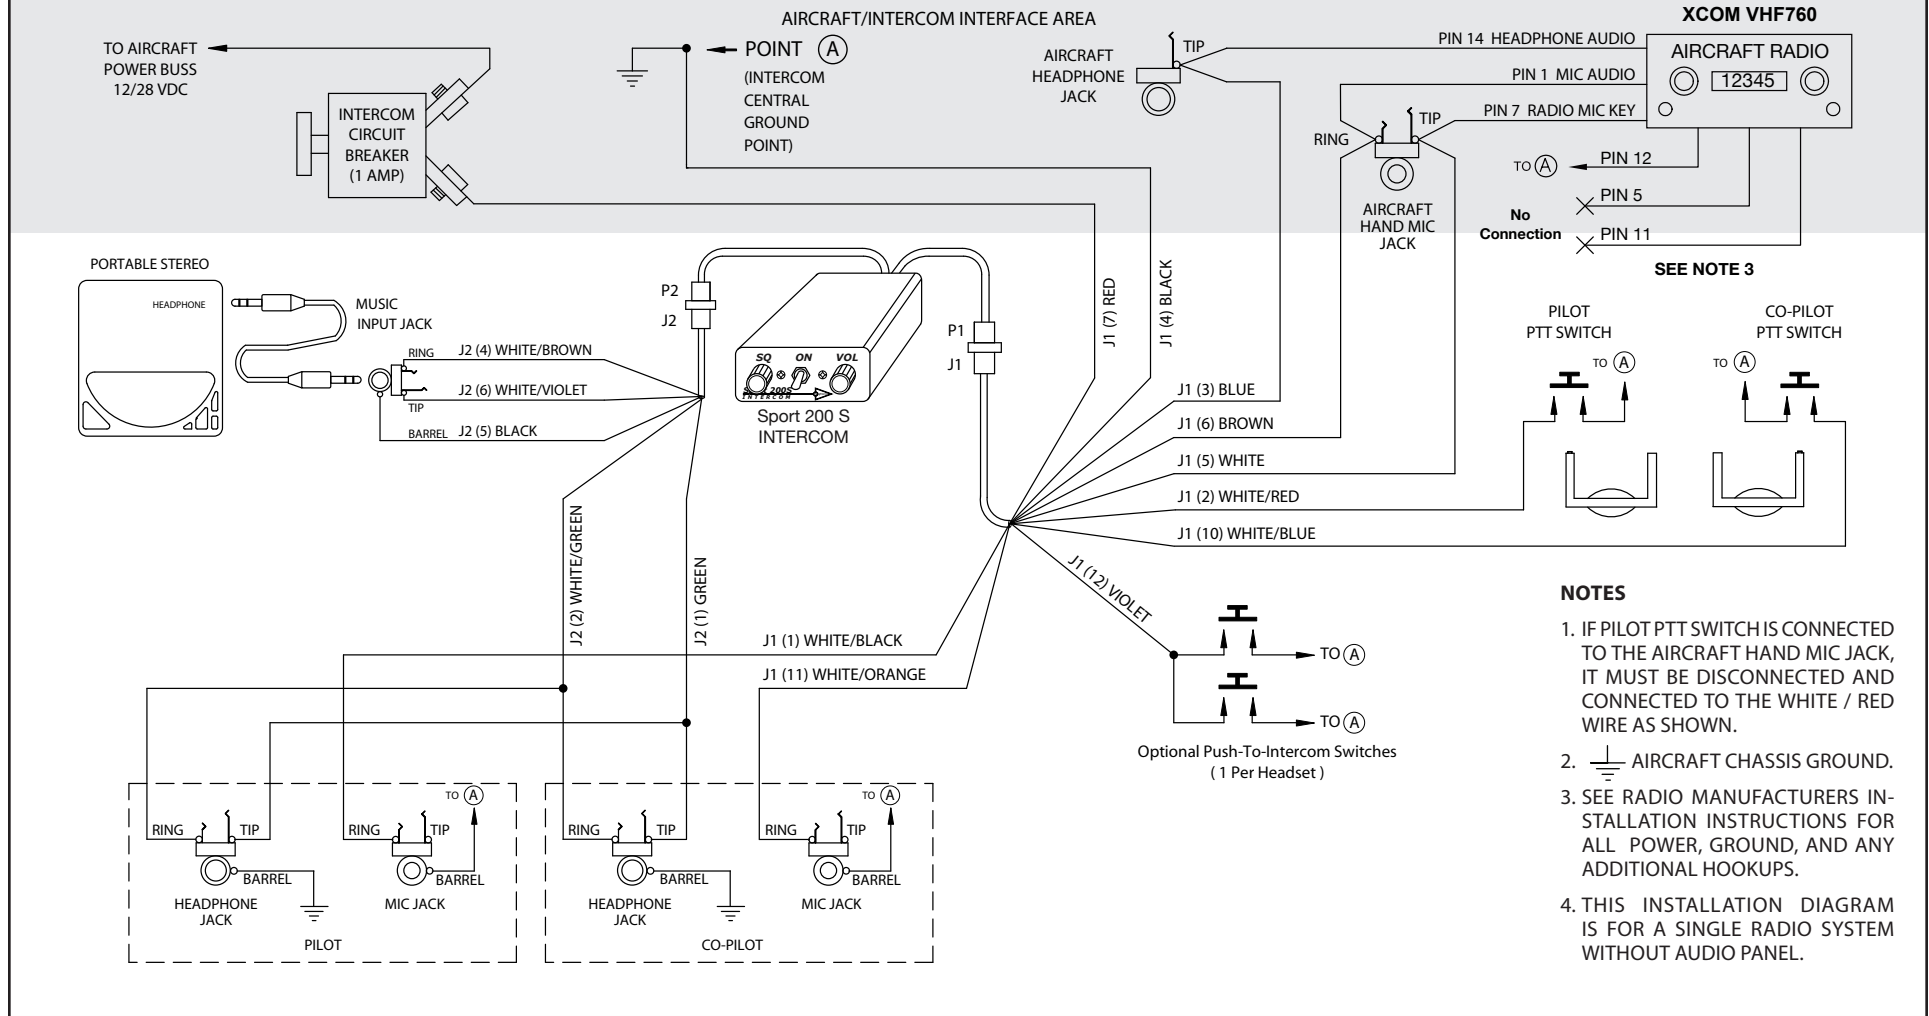 AIRCRAFT/INTERCOM INTERFACE AREA
XCOM VHF760
TO AIRCRAFT
POWER BUSS
12/28 VDC
INTERCOM
CIRCUIT
BREAKER
(1 AMP)
POINT A
(INTERCOM
CENTRAL
GROUND
POINT)
AIRCRAFT
HEADPHONE
JACK
TIP
PIN 14 HEADPHONE AUDIO
PIN 1 MIC AUDIO
PIN 7 RADIO MIC KEY
AIRCRAFT RADIO
12345
RING
TIP
AIRCRAFT
HAND MIC
JACK
TO A
PIN 12
PIN 5
No
Connection
PIN 11
SEE NOTE 3
PORTABLE STEREO
HEADPHONE
MUSIC
INPUT JACK
RING
J2 (4) WHITE/BROWN
J2 (6) WHITE/VIOLET
TIP
BARREL
J2 (5) BLACK
P2
J2
P1
J1
SQ ON VOL
200S
INTERCOM
Sport 200 S
INTERCOM
J1 (7) RED
J1 (4) BLACK
J1 (3) BLUE
J1 (6) BROWN
J1 (5) WHITE
J1 (2) WHITE/RED
J1 (10) WHITE/BLUE
PILOT
PTT SWITCH
TO A
CO-PILOT
PTT SWITCH
TO A
J1 (12) VIOLET
J2 (2) WHITE/GREEN
J2 (1) GREEN
J1 (1) WHITE/BLACK
J1 (11) WHITE/ORANGE
TO A
TO A
Optional Push-To-Intercom Switches
( 1 Per Headset )
RING
TIP
BARREL
HEADPHONE
JACK
RING
TIP
TO A
BARREL
MIC JACK
PILOT
RING
TIP
BARREL
HEADPHONE
JACK
RING
TIP
TO A
BARREL
MIC JACK
CO-PILOT
NOTES
1. IF PILOT PTT SWITCH IS CONNECTED
TO THE AIRCRAFT HAND MIC JACK,
IT MUST BE DISCONNECTED AND
CONNECTED TO THE WHITE / RED
WIRE AS SHOWN.
2. AIRCRAFT CHASSIS GROUND.
3. SEE RADIO MANUFACTURERS IN-
STALLATION INSTRUCTIONS FOR
ALL POWER, GROUND, AND ANY
ADDITIONAL HOOKUPS.
4. THIS INSTALLATION DIAGRAM
IS FOR A SINGLE RADIO SYSTEM
WITHOUT AUDIO PANEL.